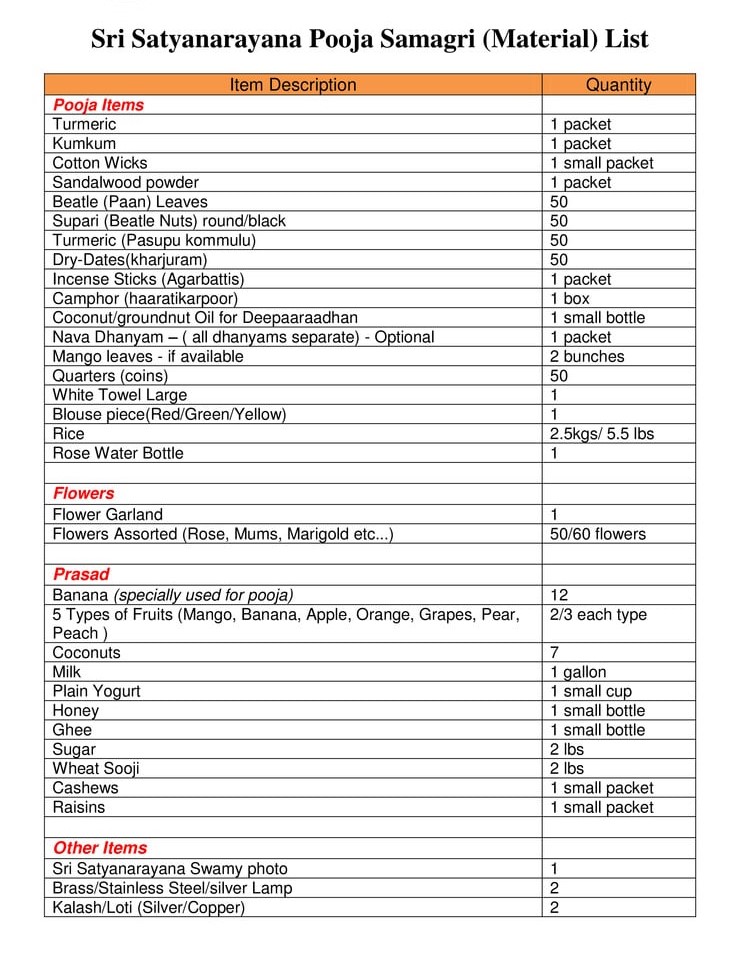 Sri Satyanarayana Pooja Samagri (Material) List
Item Description Quantity
Pooja Items
Turmeric 1 packet
Kumkum 1 packet
Cotton Wicks 1 small packet
Sandalwood powder 1 packet
Beatle (Paan) Leaves 50
Supari (Beatle Nuts) round/black 50
Turmeric (Pasupu kommulu) 50
Dry-Dates(kharjuram) 50
Incense Sticks (Agarbattis) 1 packet
Camphor (haaratikarpoor) 1 box
Coconut/groundnut Oil for Deepaaraadhan 1 small bottle
Nava Dhanyam – ( all dhanyams separate) - Optional 1 packet
Mango leaves - if available 2 bunches
Quarters (coins) 50
White Towel Large 1
Blouse piece(Red/Green/Yellow) 1
Rice 2.5kgs/ 5.5 lbs
Rose Water Bottle 1
Flowers
Flower Garland 1
Flowers Assorted (Rose, Mums, Marigold etc...) 50/60 flowers
Prasad
Banana (specially used for pooja) 12
5 Types of Fruits (Mango, Banana, Apple, Orange, Grapes, Pear, 2/3 each type
Peach )
Coconuts 7
Milk 1 gallon
Plain Yogurt 1 small cup
Honey 1 small bottle
Ghee 1 small bottle
Sugar 2 lbs
Wheat Sooji 2 lbs
Cashews 1 small packet
Raisins 1 small packet
Other Items
Sri Satyanarayana Swamy photo 1
Brass/Stainless Steel/silver Lamp 2
Kalash/Loti (Silver/Copper) 2